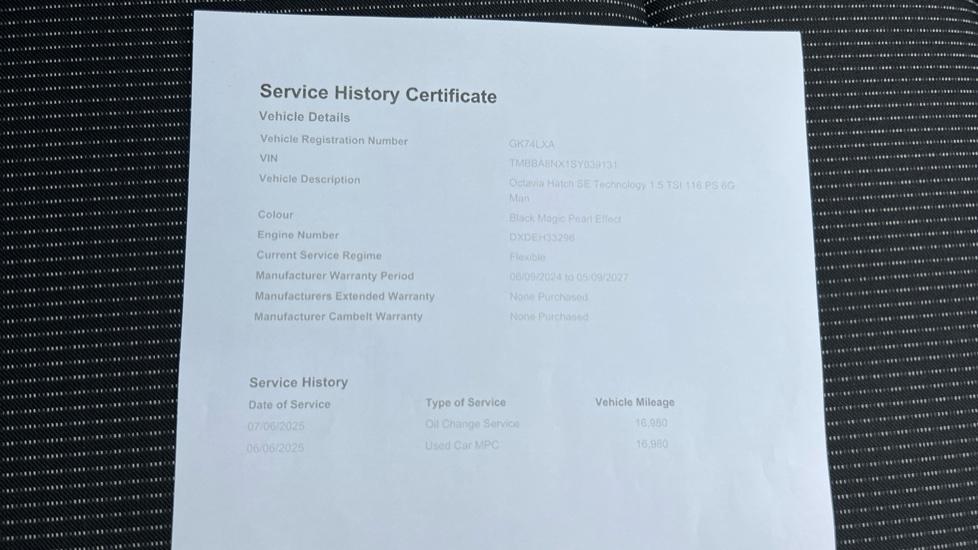 Service History Certificate
Vehicle Details
Vehicle Registration Number GK74LXA
VIN TMBBA8NX1SY039131
Vehicle Description Octavia Hatch SE Technology 1.5 TSI 116 PS 6G
Man
Colour Black Magic Pearl Effect
Engine Number DXDEH33296
Current Service Regime Flexible
Manufacturer Warranty Period 06/09/2024 to 05/09/2027
Manufacturers Extended Warranty None Purchased
Manufacturer Cambelt Warranty None Purchased
Service History
Date of Service Type of Service Vehicle Mileage
07/06/2025 Oil Change Service 16,980
06/06/2025 Used Car MPC 16,980